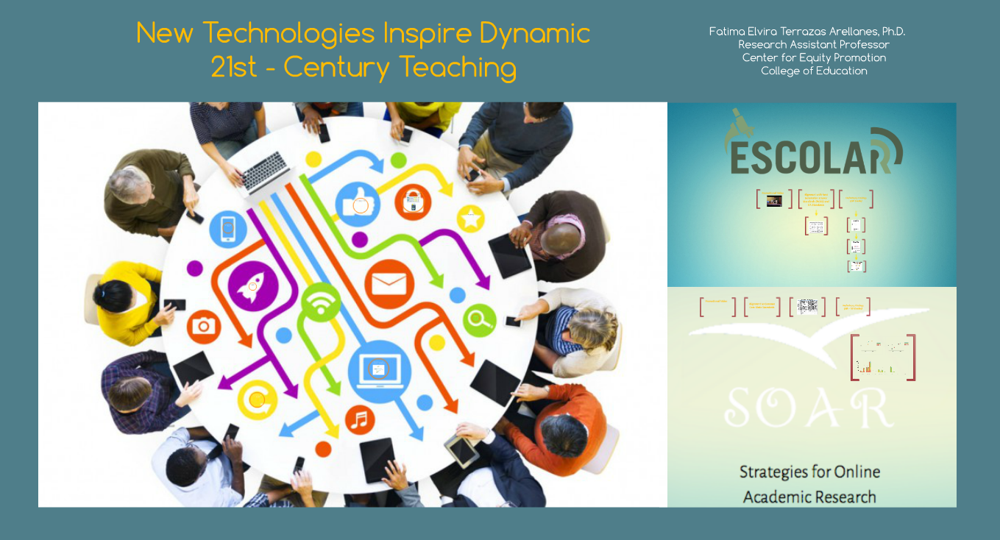 New Technologies Inspire Dynamic
21st - Century Teaching
Fatima Elvira Terrazas Arellanes, Ph.D.
Research Assistant Professor
Center for Equity Promotion
College of Education
ESCOLAR
SOAR
Strategies for Online
Academic Research